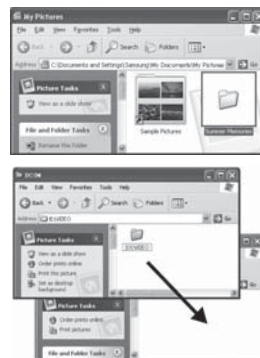 My Pictures
File Edit View Favorites Tools Help
Back Search Folders
Address C:\Documents and Settings\Samsung\My Documents\My Pictures Go
Picture Tasks
View as a slide show
Sample Pictures
Summer Memories
File and Folder Tasks
Rename this folder
DCIM
File Edit View Favorites Tools Help
Back Search Folders
Address E:\VIDEO Go
Picture Tasks
View as a slide show
Order prints online
Print this picture
Set as desktop
background
Picture Tasks
Order prints online
Print pictures
File and Folder Tasks